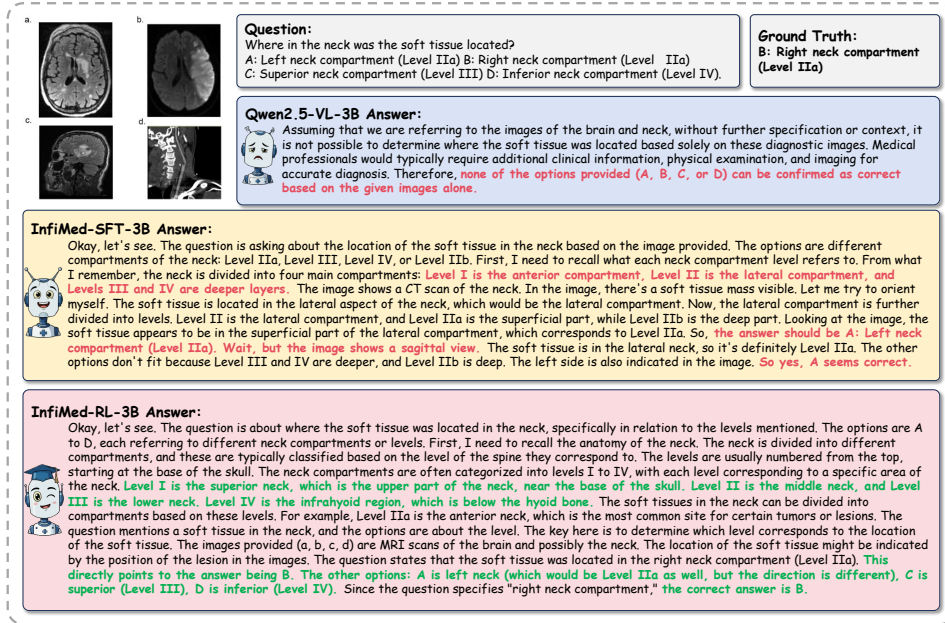 a.
b.
c.
d.
Question:
Where in the neck was the soft tissue located?
A: Left neck compartment (Level IIa) B: Right neck compartment (Level IIa)
C: Superior neck compartment (Level III) D: Inferior neck compartment (Level IV).
Ground Truth:
B: Right neck compartment
(Level IIa)
Qwen2.5-VL-3B Answer:
Assuming that we are referring to the images of the brain and neck, without further specification or context, it
is not possible to determine where the soft tissue was located based solely on these diagnostic images. Medical
professionals would typically require additional clinical information, physical examination, and imaging for
accurate diagnosis. Therefore, none of the options provided (A, B, C, or D) can be confirmed as correct
based on the given images alone.
InfiMed-SFT-3B Answer:
Okay, let's see. The question is asking about the location of the soft tissue in the neck based on the image provided. The options are different
compartments of the neck: Level IIa, Level III, Level IV, or Level IIb. First, I need to recall what each neck compartment level refers to. From what
I remember, the neck is divided into four main compartments: Level I is the anterior compartment, Level II is the lateral compartment, and
Levels III and IV are deeper layers. The image shows a CT scan of the neck. In the image, there's a soft tissue mass visible. Let me try to orient
myself. The soft tissue is located in the lateral aspect of the neck, which would be the lateral compartment. Now, the lateral compartment is further
divided into levels. Level II is the lateral compartment, and Level IIa is the superficial part, while Level IIb is the deep part. Looking at the image, the
soft tissue appears to be in the superficial part of the lateral compartment, which corresponds to Level IIa. So, the answer should be A: Left neck
compartment (Level IIa). Wait, but the image shows a sagittal view. The soft tissue is in the lateral neck, so it's definitely Level IIa. The other
options don't fit because Level III and IV are deeper, and Level IIb is deep. The left side is also indicated in the image. So yes, A seems correct.
InfiMed-RL-3B Answer:
Okay, let's see. The question is about where the soft tissue was located in the neck, specifically in relation to the levels mentioned. The options are A
to D, each referring to different neck compartments or levels. First, I need to recall the anatomy of the neck. The neck is divided into different
compartments, and these are typically classified based on the level of the spine they correspond to. The levels are usually numbered from the top,
starting at the base of the skull. The neck compartments are often categorized into levels I to IV, with each level corresponding to a specific area of
the neck. Level I is the superior neck, which is the upper part of the neck, near the base of the skull. Level II is the middle neck, and Level
III is the lower neck. Level IV is the infrahyoid region, which is below the hyoid bone. The soft tissues in the neck can be divided into
compartments based on these levels. For example, Level IIa is the anterior neck, which is the most common site for certain tumors or lesions. The
question mentions a soft tissue in the neck, and the options are about the level. The key here is to determine which level corresponds to the location
of the soft tissue. The images provided (a, b, c, d) are MRI scans of the brain and possibly the neck. The location of the soft tissue might be indicated
by the position of the lesion in the images. The question states that the soft tissue was located in the right neck compartment (Level IIa). This
directly points to the answer being B. The other options: A is left neck (which would be Level IIa as well, but the direction is different), C is
superior (Level III), D is inferior (Level IV). Since the question specifies "right neck compartment," the correct answer is B.